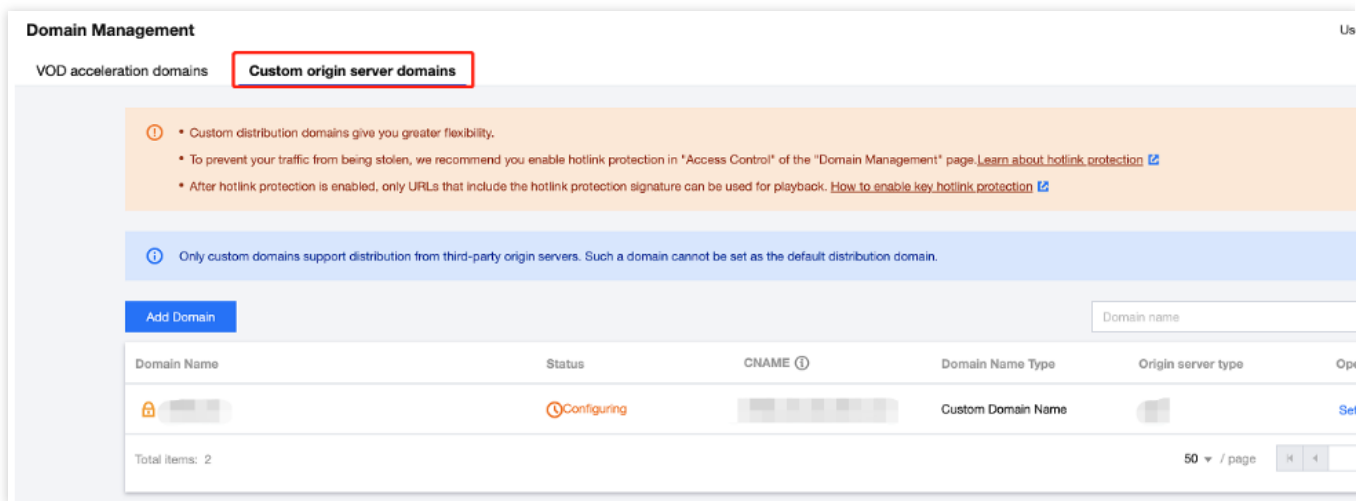 Domain Management
Us
VOD acceleration domains Custom origin server domains
• Custom distribution domains give you greater flexibility.
• To prevent your traffic from being stolen, we recommend you enable hotlink protection in "Access Control" of the "Domain Management" page.Learn about hotlink protection
• After hotlink protection is enabled, only URLs that include the hotlink protection signature can be used for playback. How to enable key hotlink protection
Only custom domains support distribution from third-party origin servers. Such a domain cannot be set as the default distribution domain.
Add Domain Domain name
Domain Name Status CNAME Domain Name Type Origin server type Ope
Configuring Custom Domain Name Set
Total items: 2 50 / page